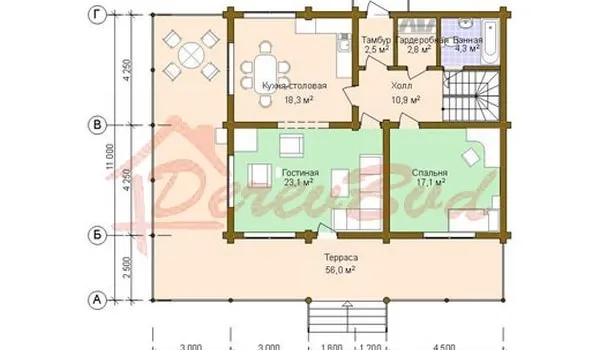 Г
Тамбур
2,5 м²
Гардеробная
2,8 м²
Ванная
4,3 м²
Кухня-столовая
18,3 м²
Холл
10,9 м²
4 250
В
11 000
4 250
Гостиная
23,1 м²
Спальня
17,1 м²
DerevBud
Б
2 500
Терраса
56,0 м²
А
3 000
3 000
1 800
1 200
4 500